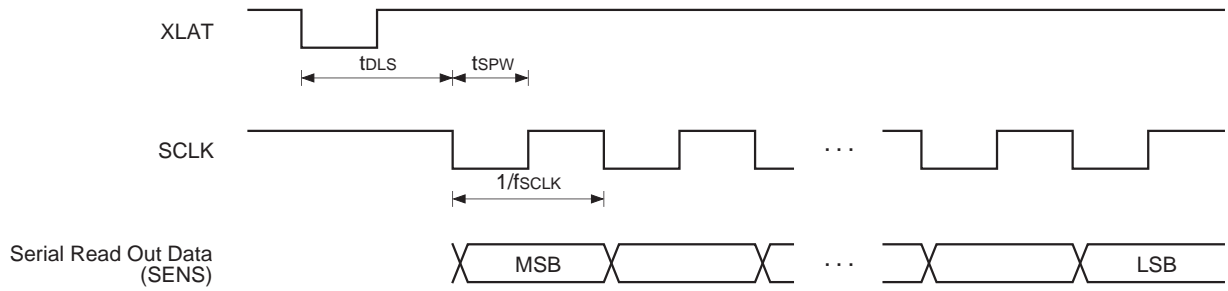 XLAT
tDLS
tSPW
SCLK
. . .
1/fSCLK
Serial Read Out Data
(SENS)
MSB
. . .
LSB